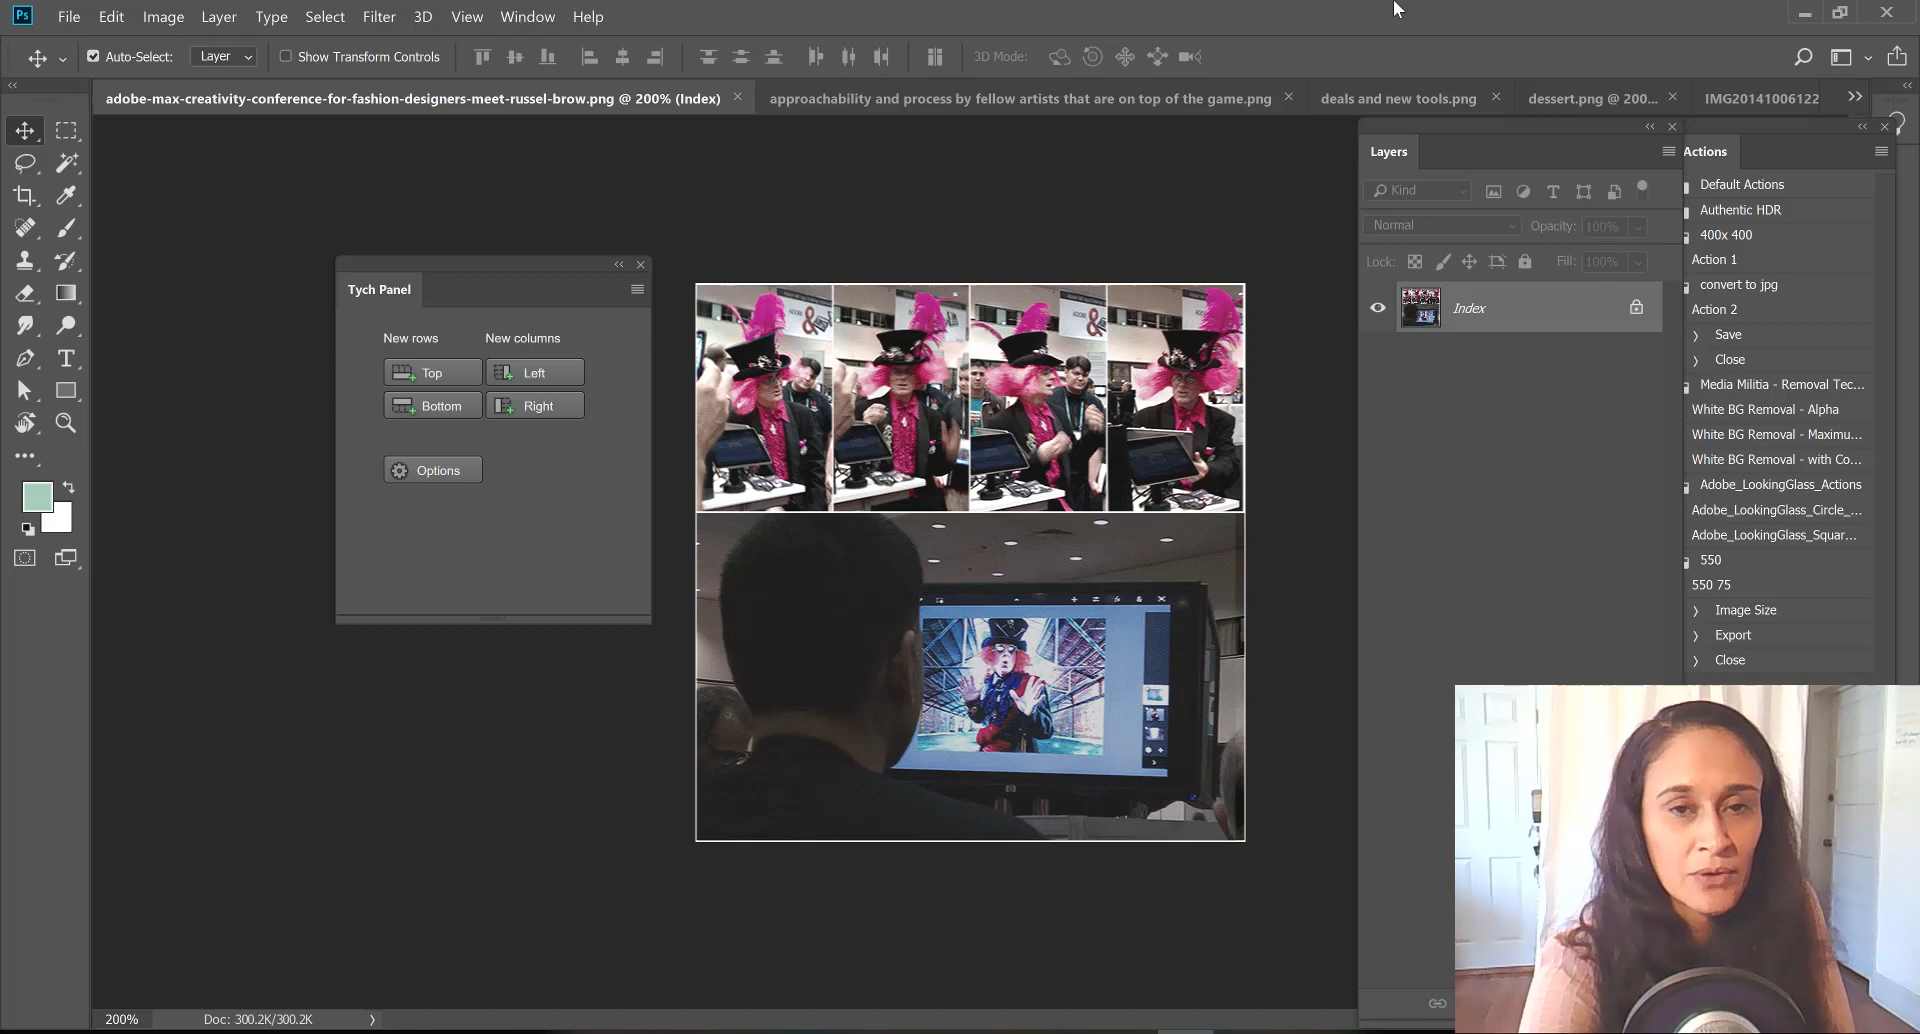 Ps File Edit Image Layer Type Select Filter 3D View Window Help
Auto-Select: Layer Show Transform Controls 3D Mode:
adobe-max-creativity-conference-for-fashion-designers-meet-russel-brow.png @ 200% (Index) approachability and process by fellow artists that are on top of the game.png deals and new tools.png dessert.png @ 200... IMG20141006122
Layers
Kind
Normal Opacity: 100%
Lock: Fill: 100%
Index
Actions
Default Actions
Authentic HDR
400x 400
Action 1
convert to jpg
Action 2
Save
Close
Media Militia - Removal Tec...
White BG Removal - Alpha
White BG Removal - Maximu...
White BG Removal - with Co...
Adobe_LookingGlass_Actions
Adobe_LookingGlass_Circle_...
Adobe_LookingGlass_Squar...
550
550 75
Image Size
Export
Close
Tych Panel
New rows New columns
Top Left
Bottom Right
Options
200% Doc: 300.2K/300.2K